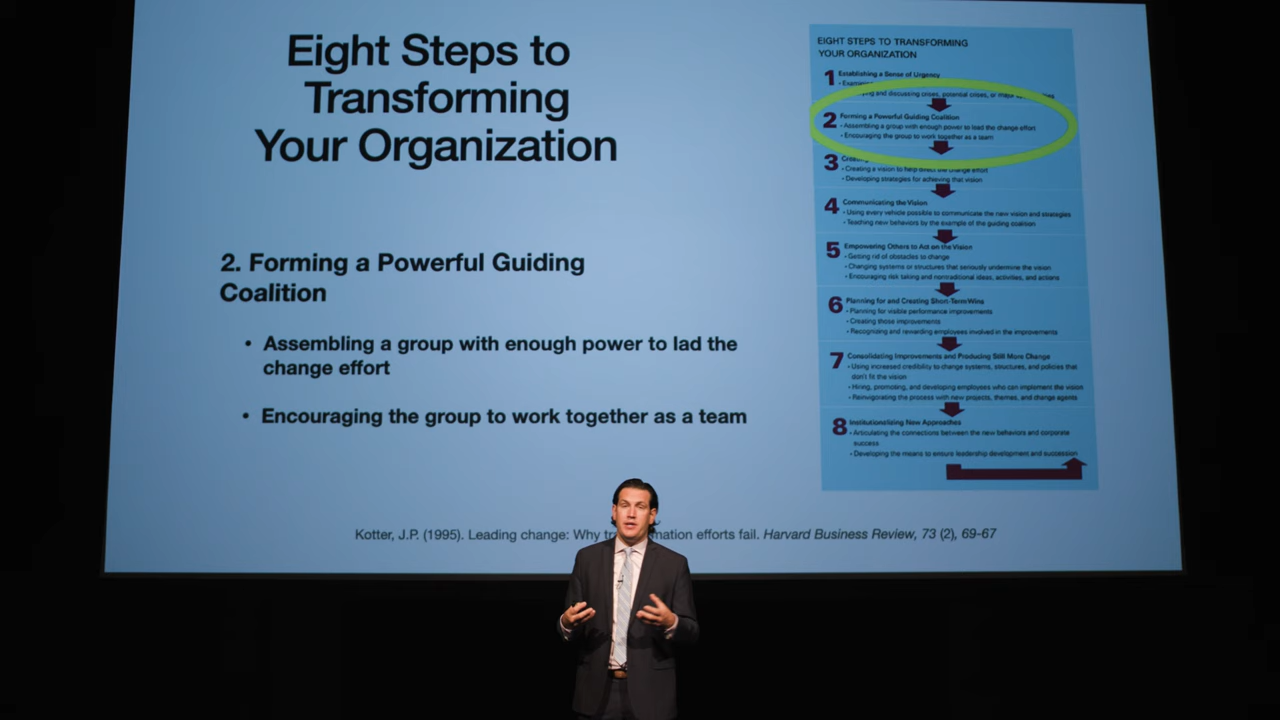 Eight Steps to
Transforming
Your Organization
2. Forming a Powerful Guiding
Coalition
• Assembling a group with enough power to lad the
change effort
• Encouraging the group to work together as a team
Kotter, J.P. (1995). Leading change: Why efforts fail. Harvard Business Review, 73 (2), 69-67
EIGHT STEPS TO TRANSFORMING
YOUR ORGANIZATION
1 Establishing a Sense of Urgency
and discussing crises, potential crises, or
2 Forming a Powerful Guiding Coalition
• Assembling a group with enough power to lead the change effort
• Encouraging the group to work together as a team
3
• Creating a vision to help direct the change effort
• Developing strategies for achieving that vision
4 Communicating the Vision
• Using every vehicle possible to communicate the new vision and strategies
• Teaching new behaviors by the example of the guiding coalition
5 Empowering Others to Act on the Vision
• Getting rid of obstacles to change
• Changing systems or structures that seriously undermine the vision
• Encouraging risk taking and nontraditional ideas, activities, and actions
6 Planning for and Creating Short-Term Wins
• Planning for visible performance improvements
• Creating those improvements
• Recognizing and rewarding employees involved in the improvements
7 Consolidating Improvements and Producing Still More Change
• Using increased credibility to change systems, structures, and policies that
don't fit the vision
• Hiring, promoting, and developing employees who can implement the vision
• Reinvigorating the process with new projects, themes, and change agents
8 Institutionalizing New Approaches
• Articulating the connections between the new behaviors and corporate
success
• Developing the means to ensure leadership development and succession